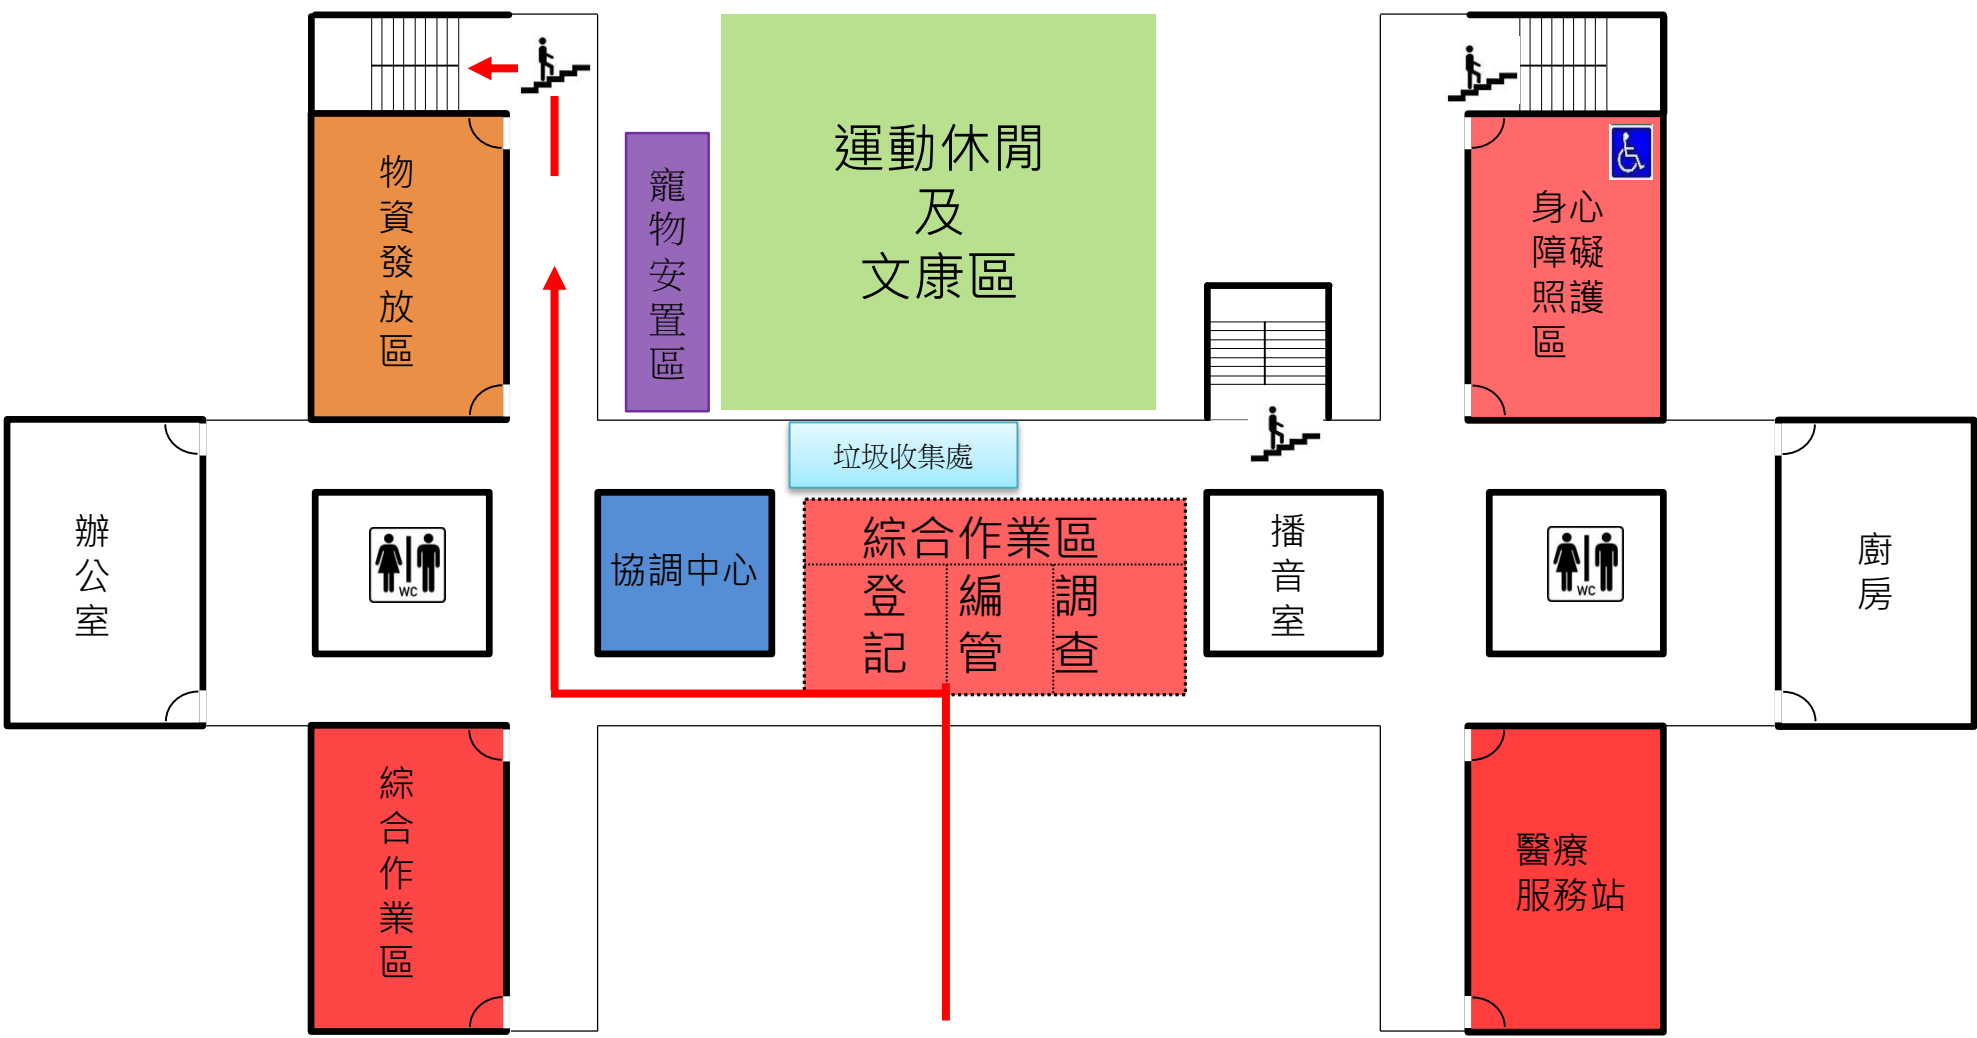 物
資
發
放
區
寵
物
安
置
區
運動休閒
及
文康區
身心
障礙
照護
區
垃圾收集處
辦
公
室
WC
協調中心
綜合作業區
登
記
編
管
調
查
播
音
室
WC
廚
房
綜
合
作
業
區
醫療
服務站